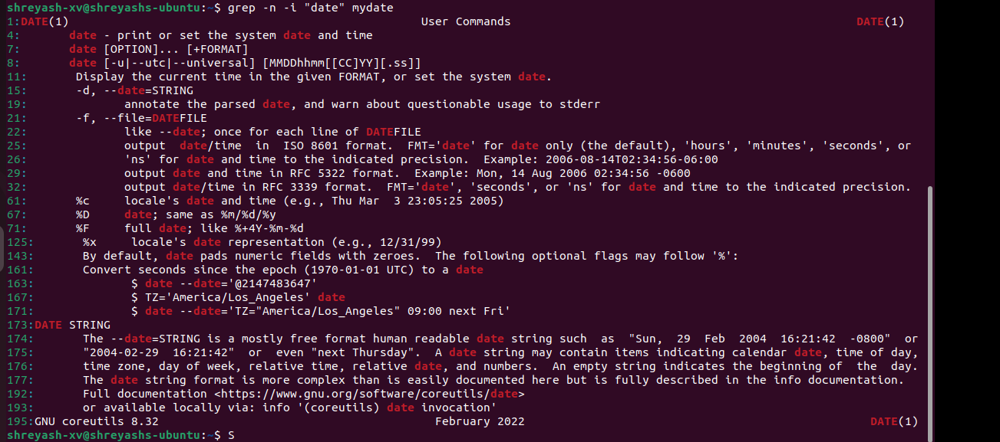 shreyash-xv@shreyashs-ubuntu:~$ grep -n -i "date" mydate
1:DATE(1)                                                   User Commands                                                  DATE(1)
4:       date - print or set the system date and time
7:       date [OPTION]... [+FORMAT]
8:       date [-u|--utc|--universal] [MMDDhhmm[[CC]YY][.ss]]
11:       Display the current time in the given FORMAT, or set the system date.
15:       -d, --date=STRING
19:              annotate the parsed date, and warn about questionable usage to stderr
21:       -f, --file=DATEFILE
22:              like --date; once for each line of DATEFILE
25:              output  date/time  in  ISO 8601 format.  FMT='date' for date only (the default), 'hours', 'minutes', 'seconds', or
26:              'ns' for date and time to the indicated precision.  Example: 2006-08-14T02:34:56-06:00
29:              output date and time in RFC 5322 format.  Example: Mon, 14 Aug 2006 02:34:56 -0600
32:              output date/time in RFC 3339 format.  FMT='date', 'seconds', or 'ns' for date and time to the indicated precision.
61:       %c     locale's date and time (e.g., Thu Mar  3 23:05:25 2005)
67:       %D     date; same as %m/%d/%y
71:       %F     full date; like %+4Y-%m-%d
125:       %x     locale's date representation (e.g., 12/31/99)
143:       By default, date pads numeric fields with zeroes.  The following optional flags may follow '%':
161:       Convert seconds since the epoch (1970-01-01 UTC) to a date
163:              $ date --date='@2147483647'
167:              $ TZ='America/Los_Angeles' date
171:              $ date --date='TZ="America/Los_Angeles" 09:00 next Fri'
173:DATE STRING
174:       The --date=STRING is a mostly free format human readable date string such  as  "Sun,  29  Feb  2004  16:21:42  -0800"  or
175:       "2004-02-29  16:21:42"  or  even "next Thursday".  A date string may contain items indicating calendar date, time of day,
176:       time zone, day of week, relative time, relative date, and numbers.  An empty string indicates the beginning of  the  day.
177:       The date string format is more complex than is easily documented here but is fully described in the info documentation.
192:       Full documentation <https://www.gnu.org/software/coreutils/date>
193:       or available locally via: info '(coreutils) date invocation'
195:GNU coreutils 8.32                                        February 2022                                                  DATE(1)
shreyash-xv@shreyashs-ubuntu:~$ S